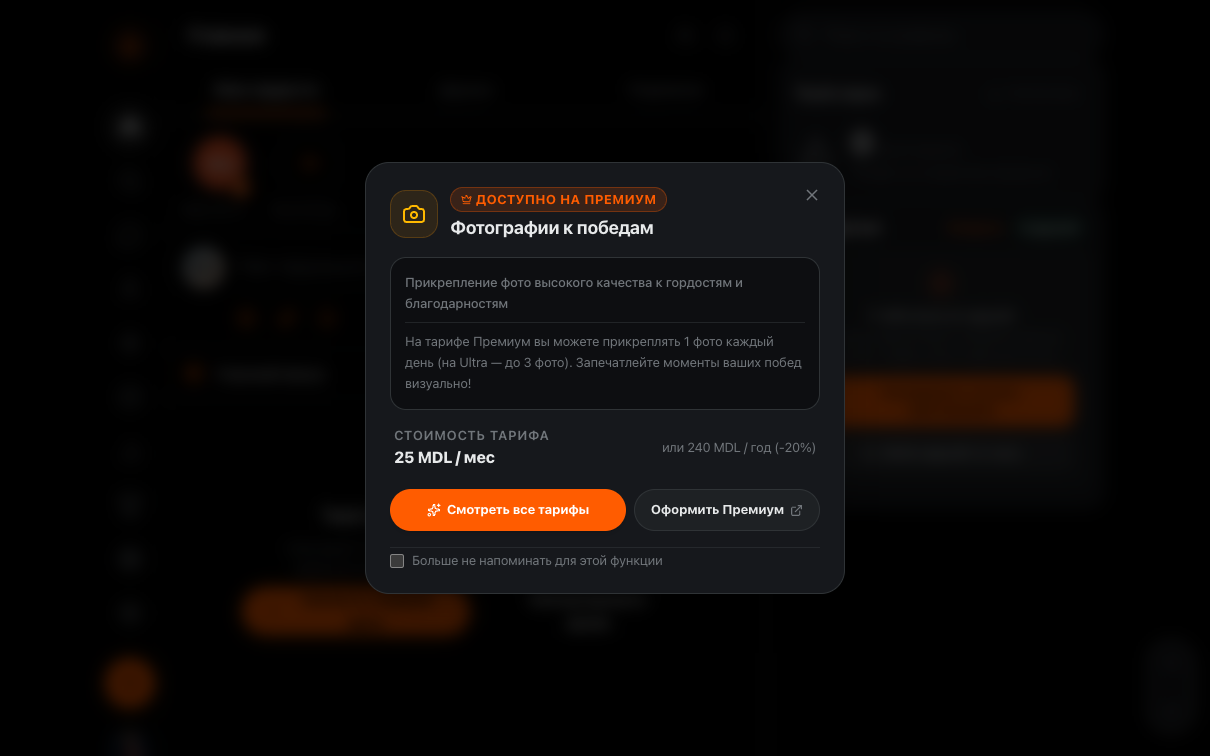 ДОСТУПНО НА ПРЕМИУМ
Фотографии к победам
Прикрепление фото высокого качества к гордостям и
благодарностям
На тарифе Премиум вы можете прикреплять 1 фото каждый
день (на Ultra — до 3 фото). Запечатлейте моменты ваших побед
визуально!
СТОИМОСТЬ ТАРИФА
25 MDL / мес
или 240 MDL / год (-20%)
Смотреть все тарифы
Оформить Премиум
Больше не напоминать для этой функции